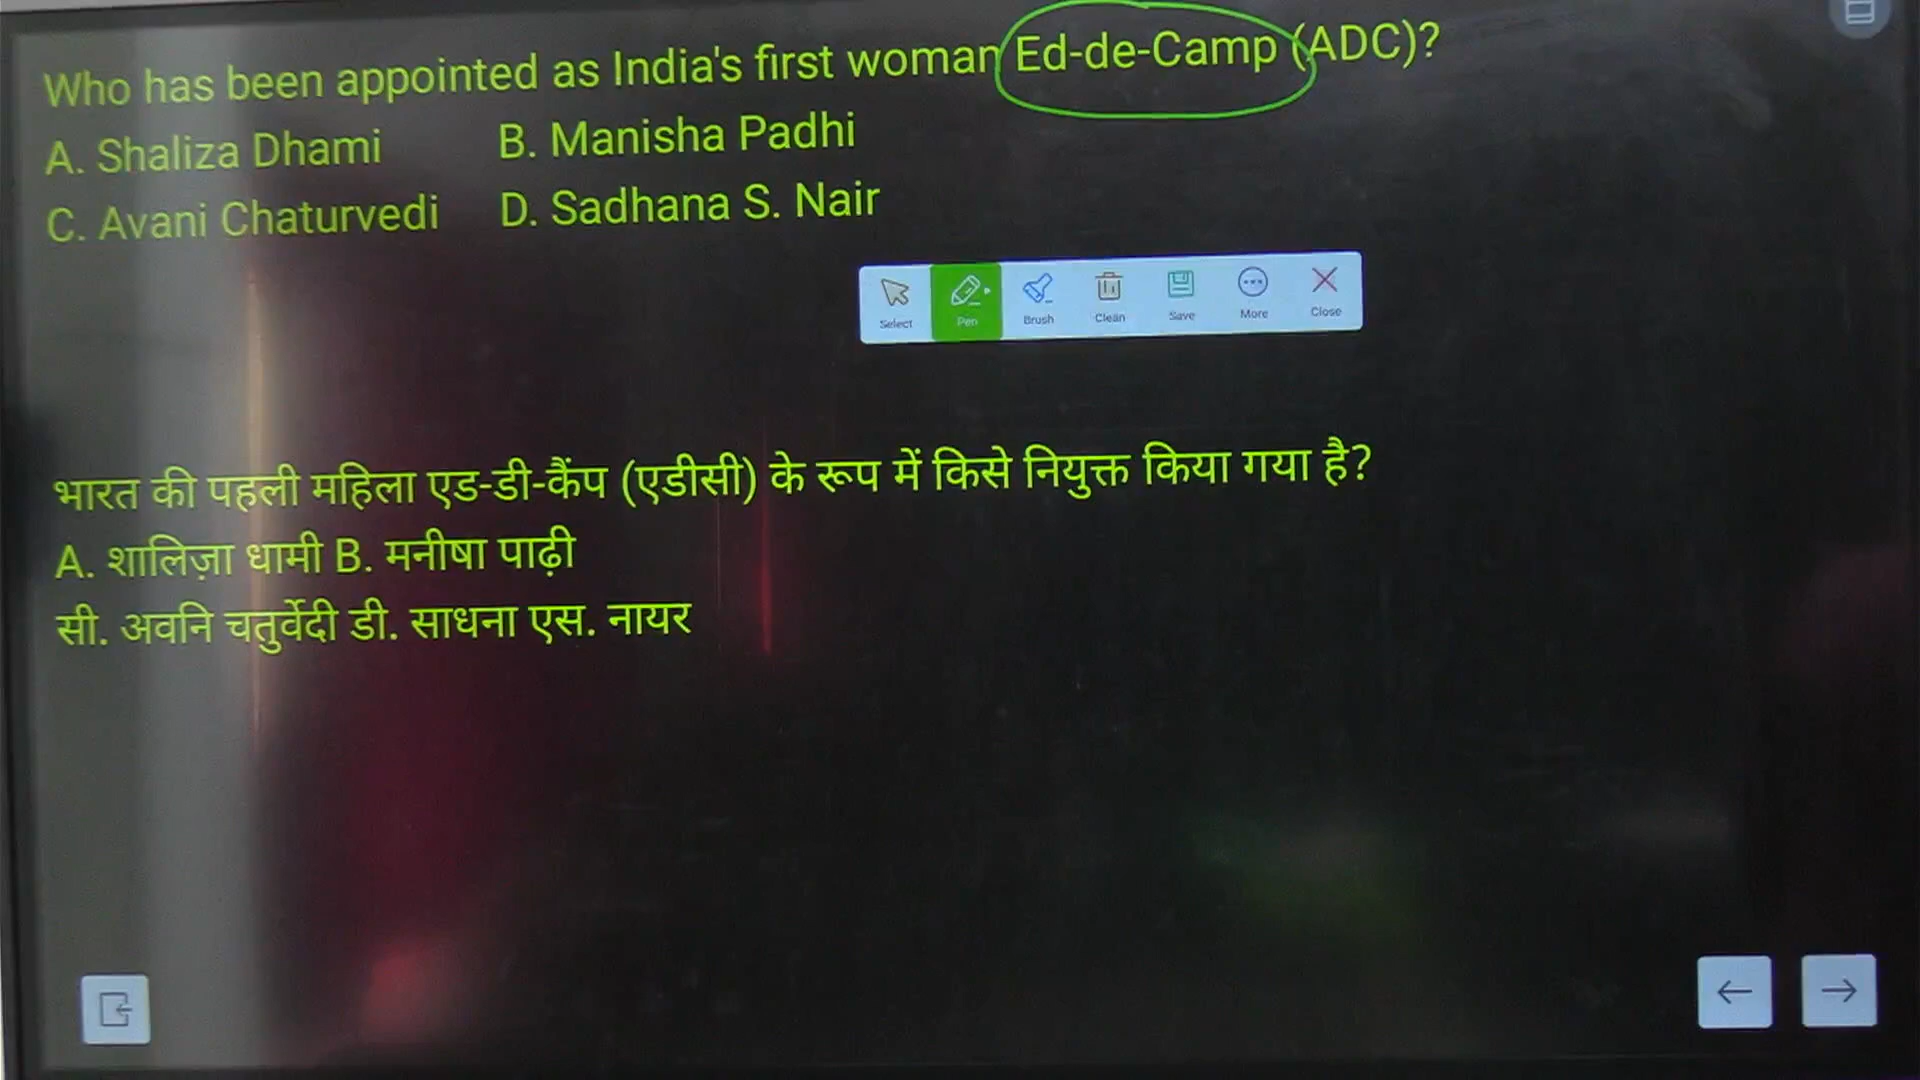 Who has been appointed as India's first woman Ed-de-Camp (ADC)?
A. Shaliza Dhami B. Manisha Padhi
C. Avani Chaturvedi D. Sadhana S. Nair
Select Pen Brush Clean Save More Close
भारत की पहली महिला एड-डी-कैंप (एडीसी) के रूप में किसे नियुक्त किया गया है?
A. शालिज़ा धामी B. मनीषा पाढ़ी
सी. अवनि चतुर्वेदी डी. साधना एस. नायर